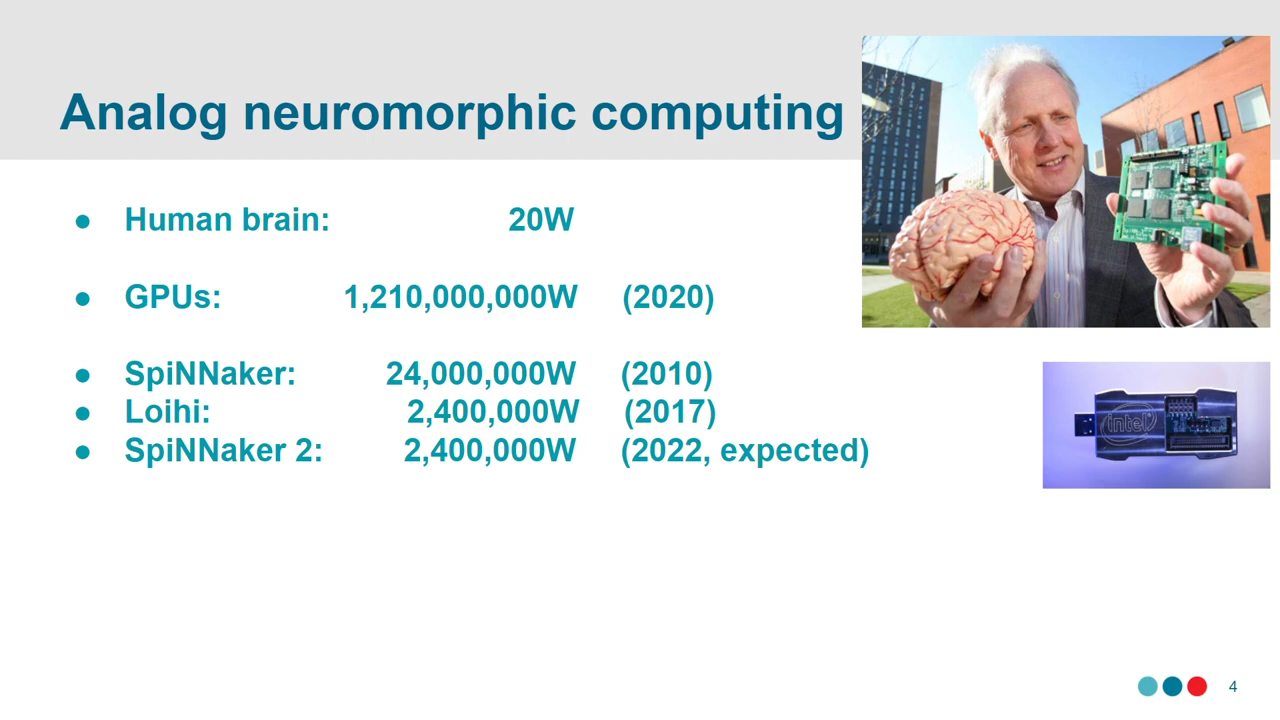 Analog neuromorphic computing
● Human brain: 20W
● GPUs: 1,210,000,000W (2020)
● SpiNNaker: 24,000,000W (2010)
● Loihi: 2,400,000W (2017)
● SpiNNaker 2: 2,400,000W (2022, expected)
intel
4